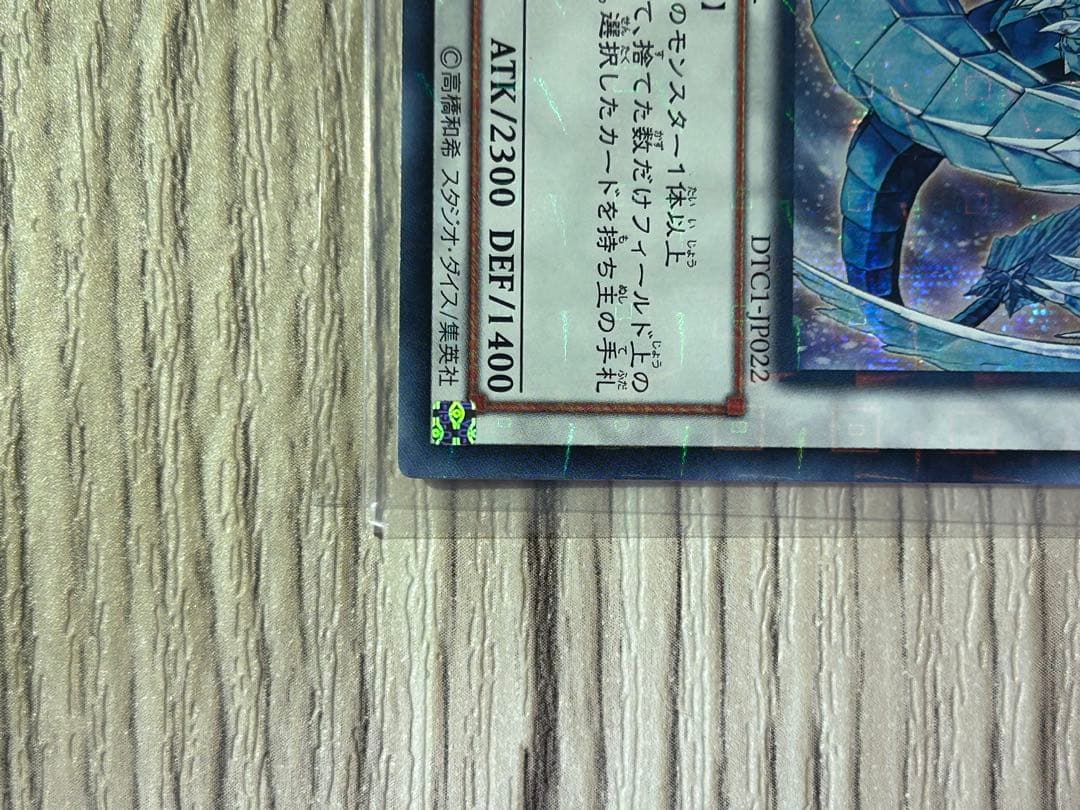 DTC1-JP022
】
のモンスター1体以上
て、捨てた数だけフィールド上の
。選択したカードを持ち主の手札
ATK/2300 DEF/1400
©高橋和希 スタジオ・ダイス/集英社